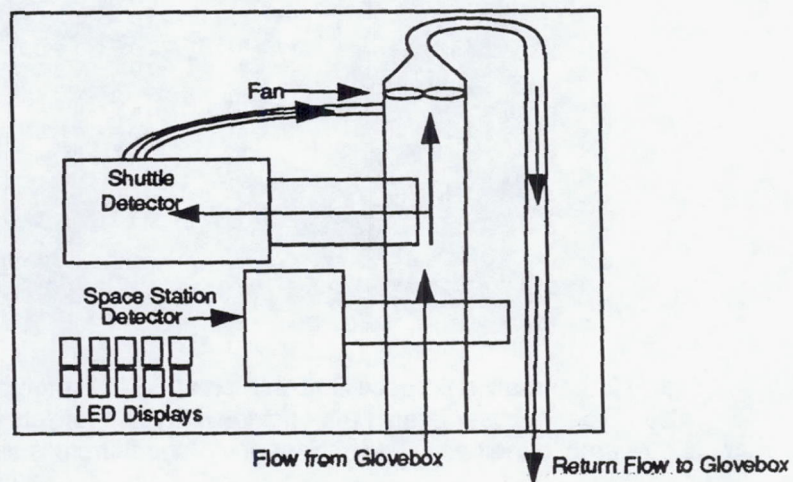 Fan
Shuttle
Detector
Space Station
Detector
LED Displays
Flow from Glovebox
Return Flow to Glovebox